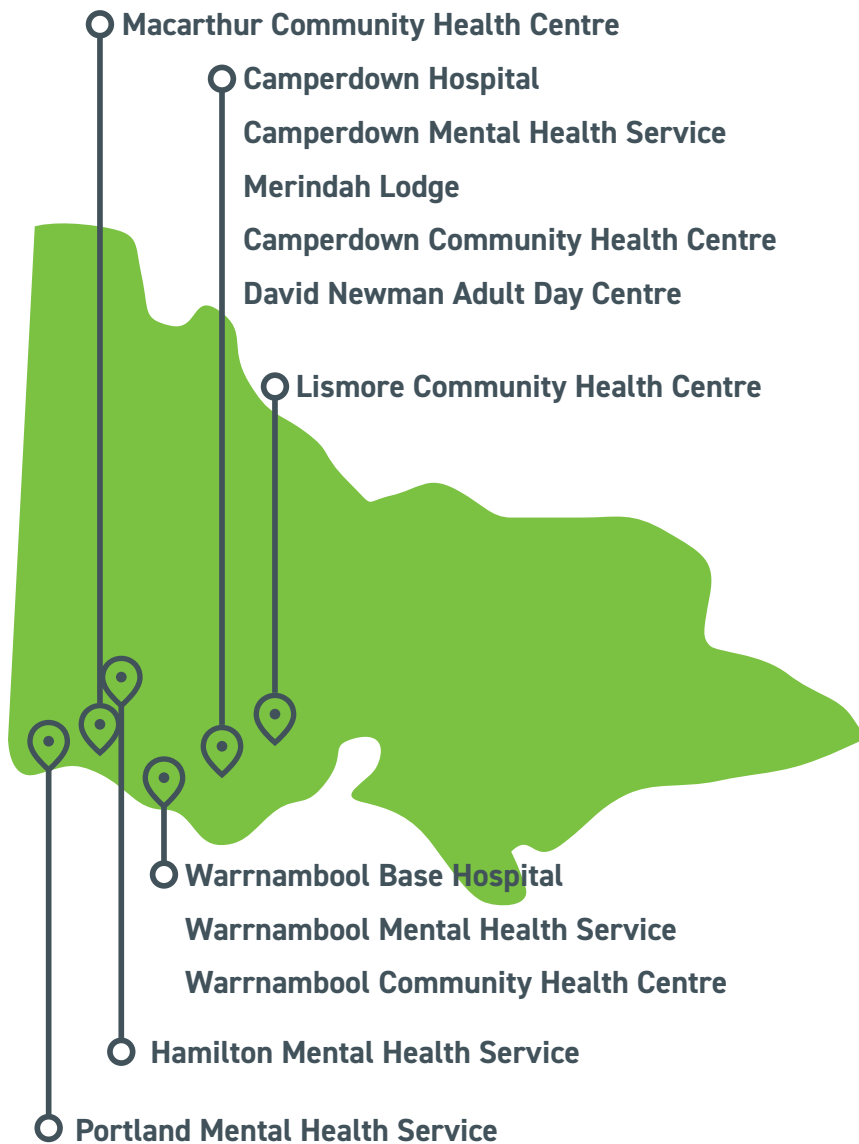 Macarthur Community Health Centre
Camperdown Hospital
Camperdown Mental Health Service
Merindah Lodge
Camperdown Community Health Centre
David Newman Adult Day Centre
Lismore Community Health Centre
Warrnambool Base Hospital
Warrnambool Mental Health Service
Warrnambool Community Health Centre
Hamilton Mental Health Service
Portland Mental Health Service